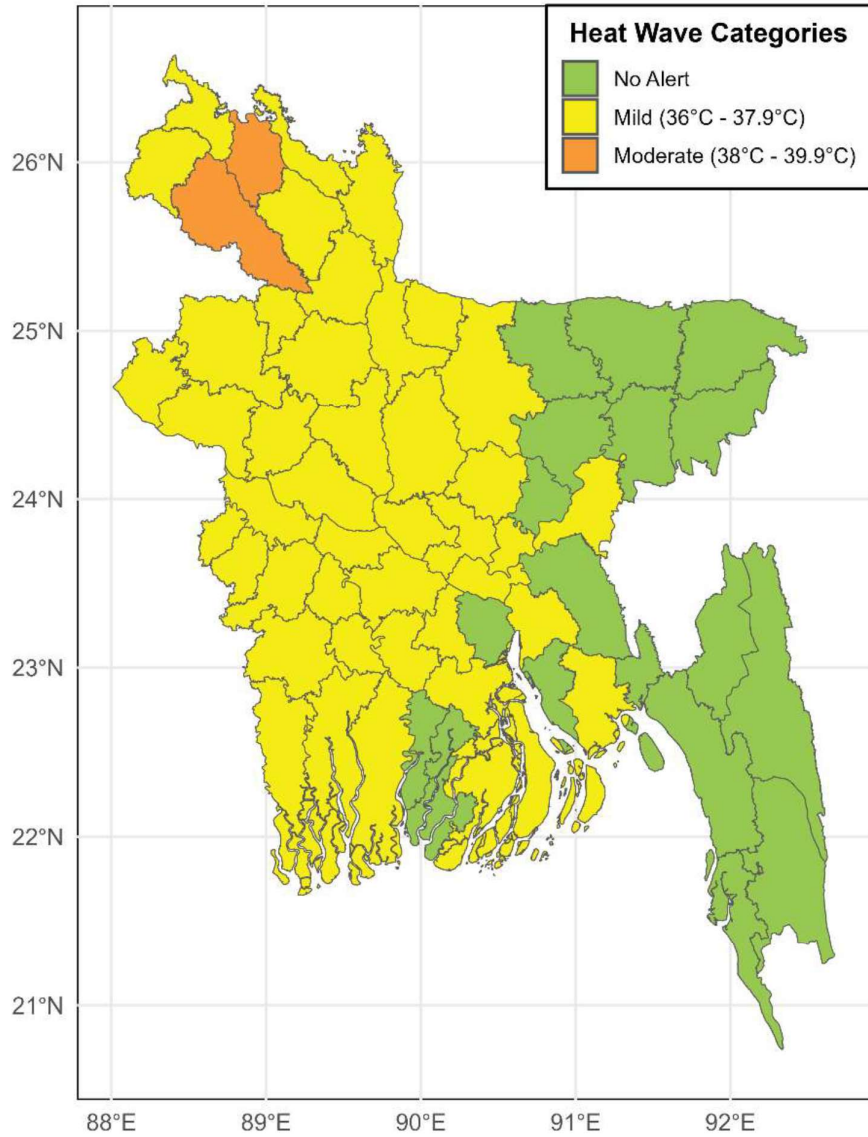 Heat Wave Categories
No Alert
Mild (36°C - 37.9°C)
Moderate (38°C - 39.9°C)
26°N
25°N
24°N
23°N
22°N
21°N
88°E
89°E
90°E
91°E
92°E